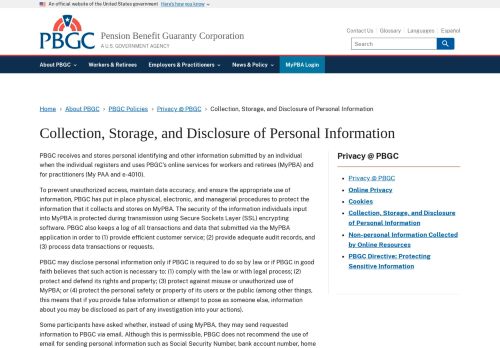 An official website of the United States government Here's how you know
PBGC
Pension Benefit Guaranty Corporation
A U.S. GOVERNMENT AGENCY
Contact Us Glossary Languages Español
Search
About PBGC Workers & Retirees Employers & Practitioners News & Policy MyPBA Login
Home › About PBGC › PBGC Policies › Privacy @ PBGC › Collection, Storage, and Disclosure of Personal Information
Collection, Storage, and Disclosure of Personal Information
PBGC receives and stores personal identifying and other information submitted by an individual
when the individual registers and uses PBGC's online services for workers and retirees (MyPBA) and
for practitioners (My PAA and e-4010).
To prevent unauthorized access, maintain data accuracy, and ensure the appropriate use of
information, PBGC has put in place physical, electronic, and managerial procedures to protect the
information that it collects and stores on MyPBA. The security of the information individuals input
into MyPBA is protected during transmission using Secure Sockets Layer (SSL) encrypting
software. PBGC also keeps a log of all transactions and data that submitted via the MyPBA
application in order to (1) provide efficient customer service; (2) provide adequate audit records, and
(3) process data transactions or requests.
PBGC may disclose personal information only if PBGC is required to do so by law or if PBGC in good
faith believes that such action is necessary to: (1) comply with the law or with legal process; (2)
protect and defend its rights and property; (3) protect against misuse or unauthorized use of
MyPBA; or (4) protect the personal safety or property of its users or the public (among other things,
this means that if you provide false information or attempt to pose as someone else, information
about you may be disclosed as part of any investigation into your actions).
Some participants have asked whether, instead of using MyPBA, they may send requested
information to PBGC via email. Although this is permissible, PBGC does not recommend the use of
email for sending personal information such as Social Security Number, bank account number, home
Privacy @ PBGC
Privacy @ PBGC
Online Privacy
Cookies
Collection, Storage, and Disclosure
of Personal Information
Non-personal Information Collected
by Online Resources
PBGC Directive: Protecting
Sensitive Information